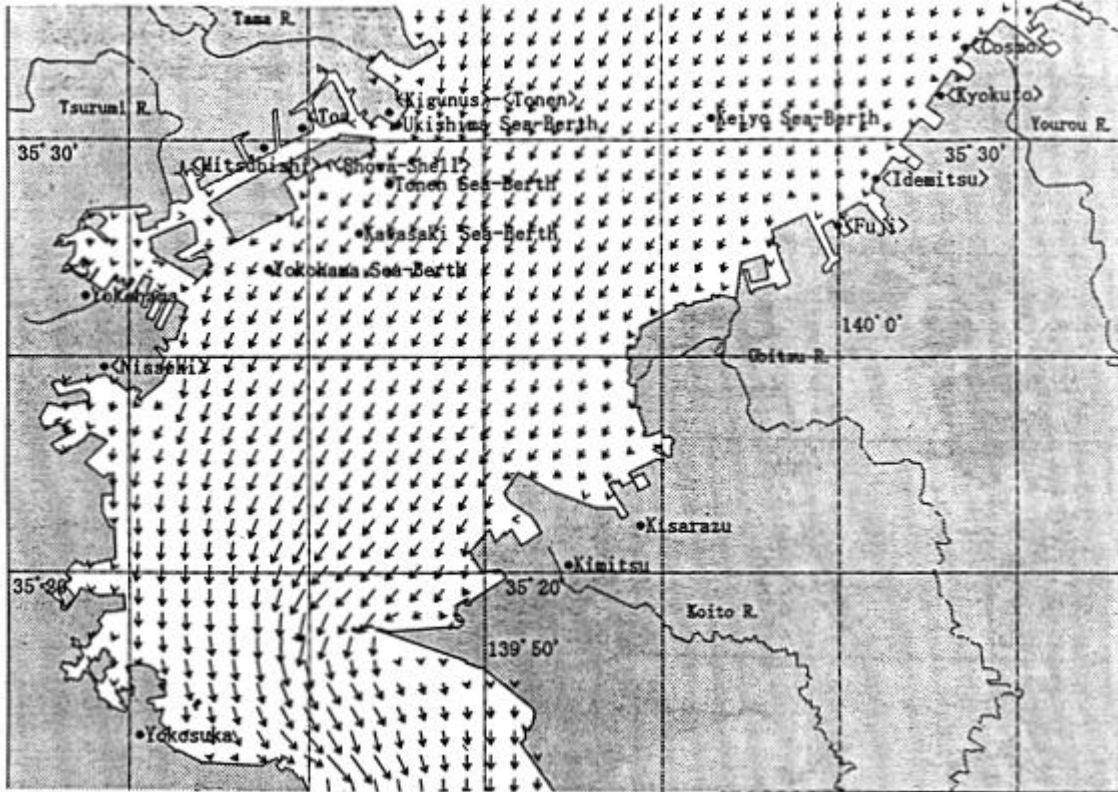 Tama R.
<Cosmo>
Tsurumi R.
<Kigunus>-<Tonen>
<Kyokuto>
<Toa
Ukishima Sea-Berth
Keiyo Sea-Berth
Yourou R.
35° 30'
35° 30'
<Mitsubishi>
<Showa-Shell>
Tonen Sea-Berth
<Idemitsu>
Kawasaki Sea-Berth
<Fuji>
Yokohama Sea-Berth
Yokohama
140° 0'
<Nisseki>
Obitsu R.
Kisarazu
Kimitsu
35° 20'
35° 20'
Koito R.
139° 50'
Yokosuka